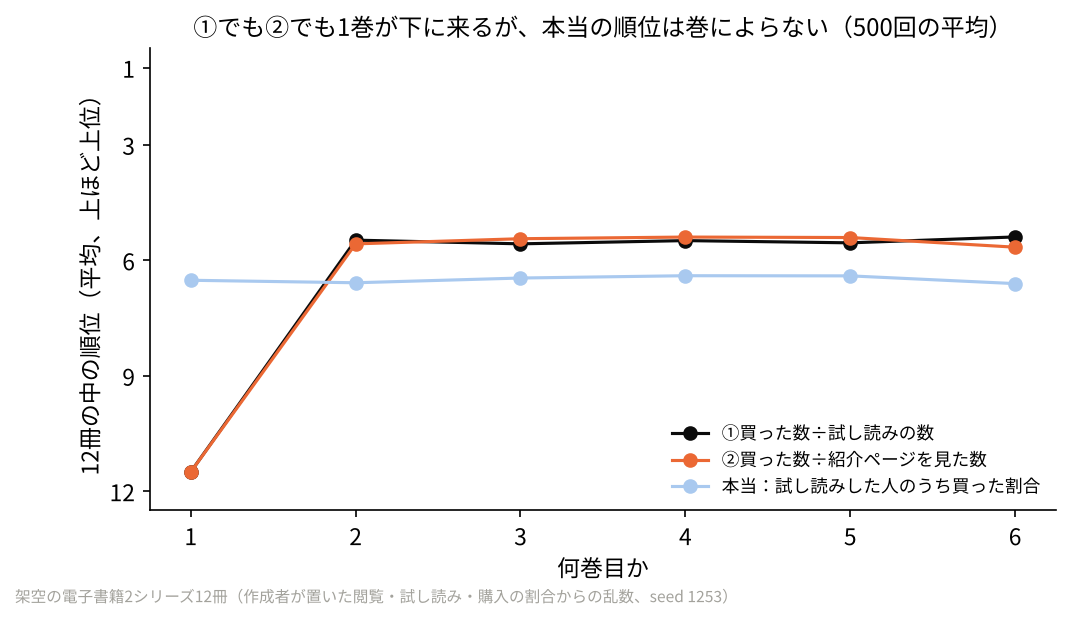 ①でも②でも1巻が下に来るが、本当の順位は巻によらない（500回の平均）
12冊の中の順位（平均、上ほど上位）
1
3
6
9
12
①買った数÷試し読みの数
②買った数÷紹介ページを見た数
本当：試し読みした人のうち買った割合
1 2 3 4 5 6
何巻目か
架空の電子書籍2シリーズ12冊（作成者が置いた閲覧・試し読み・購入の割合からの乱数、seed 1253）